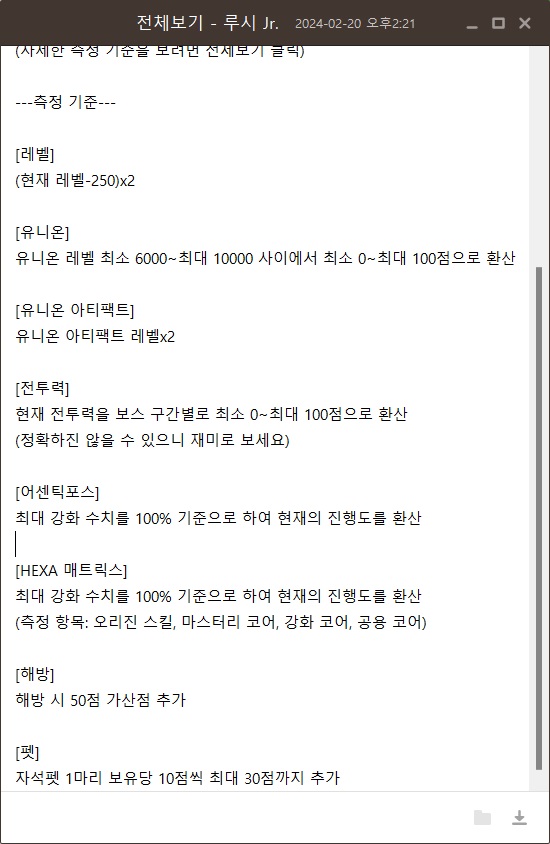 전체보기 - 루시 Jr. 2024-02-20 오후2:21
(자세한 측정 기준을 보려면 전체보기 클릭)
---측정 기준---
[레벨]
(현재 레벨-250)x2
[유니온]
유니온 레벨 최소 6000~최대 10000 사이에서 최소 0~최대 100점으로 환산
[유니온 아티팩트]
유니온 아티팩트 레벨x2
[전투력]
현재 전투력을 보스 구간별로 최소 0~최대 100점으로 환산
(정확하진 않을 수 있으니 재미로 보세요)
[어센틱포스]
최대 강화 수치를 100% 기준으로 하여 현재의 진행도를 환산
[HEXA 매트릭스]
최대 강화 수치를 100% 기준으로 하여 현재의 진행도를 환산
(측정 항목: 오리진 스킬, 마스터리 코어, 강화 코어, 공용 코어)
[해방]
해방 시 50점 가산점 추가
[펫]
자석펫 1마리 보유당 10점씩 최대 30점까지 추가